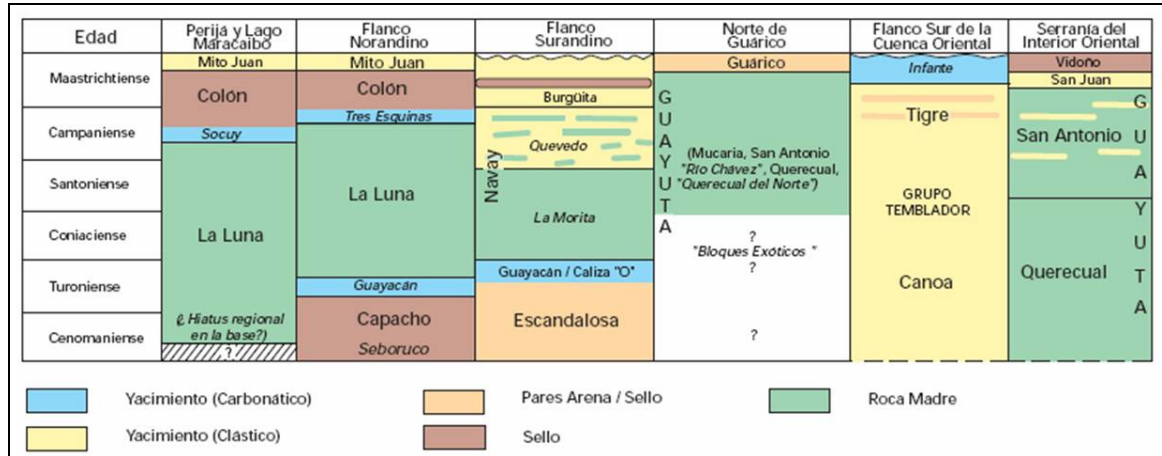 Edad
Perijá y Lago
Maracaibo
Flanco
Norandino
Flanco
Surandino
Norte de
Guárico
Flanco Sur de la
Cuenca Oriental
Serranía del
Interior Oriental
Maastrichtiense
Campaniense
Santoniense
Coniaciense
Turoniense
Cenomaniense
Mito Juan
Colón
Socuy
La Luna
(¿ Hiatus regional
en la base?)
?
Mito Juan
Colón
Tres Esquinas
La Luna
Guayacán
Capacho
Seboruco
Burgüita
Quevedo
Navay
La Morita
Guayacán / Caliza "O"
Escandalosa
Guárico
GUAYUTA
(Mucaria, San Antonio
"Río Chávez", Querecual,
"Querecual del Norte")
?
"Bloques Exóticos "
?
?
Infante
Tigre
GRUPO
TEMBLADOR
Canoa
Vidoño
San Juan
San Antonio
Querecual
GUAYUTA
Yacimiento (Carbonático)
Yacimiento (Clástico)
Pares Arena / Sello
Sello
Roca Madre